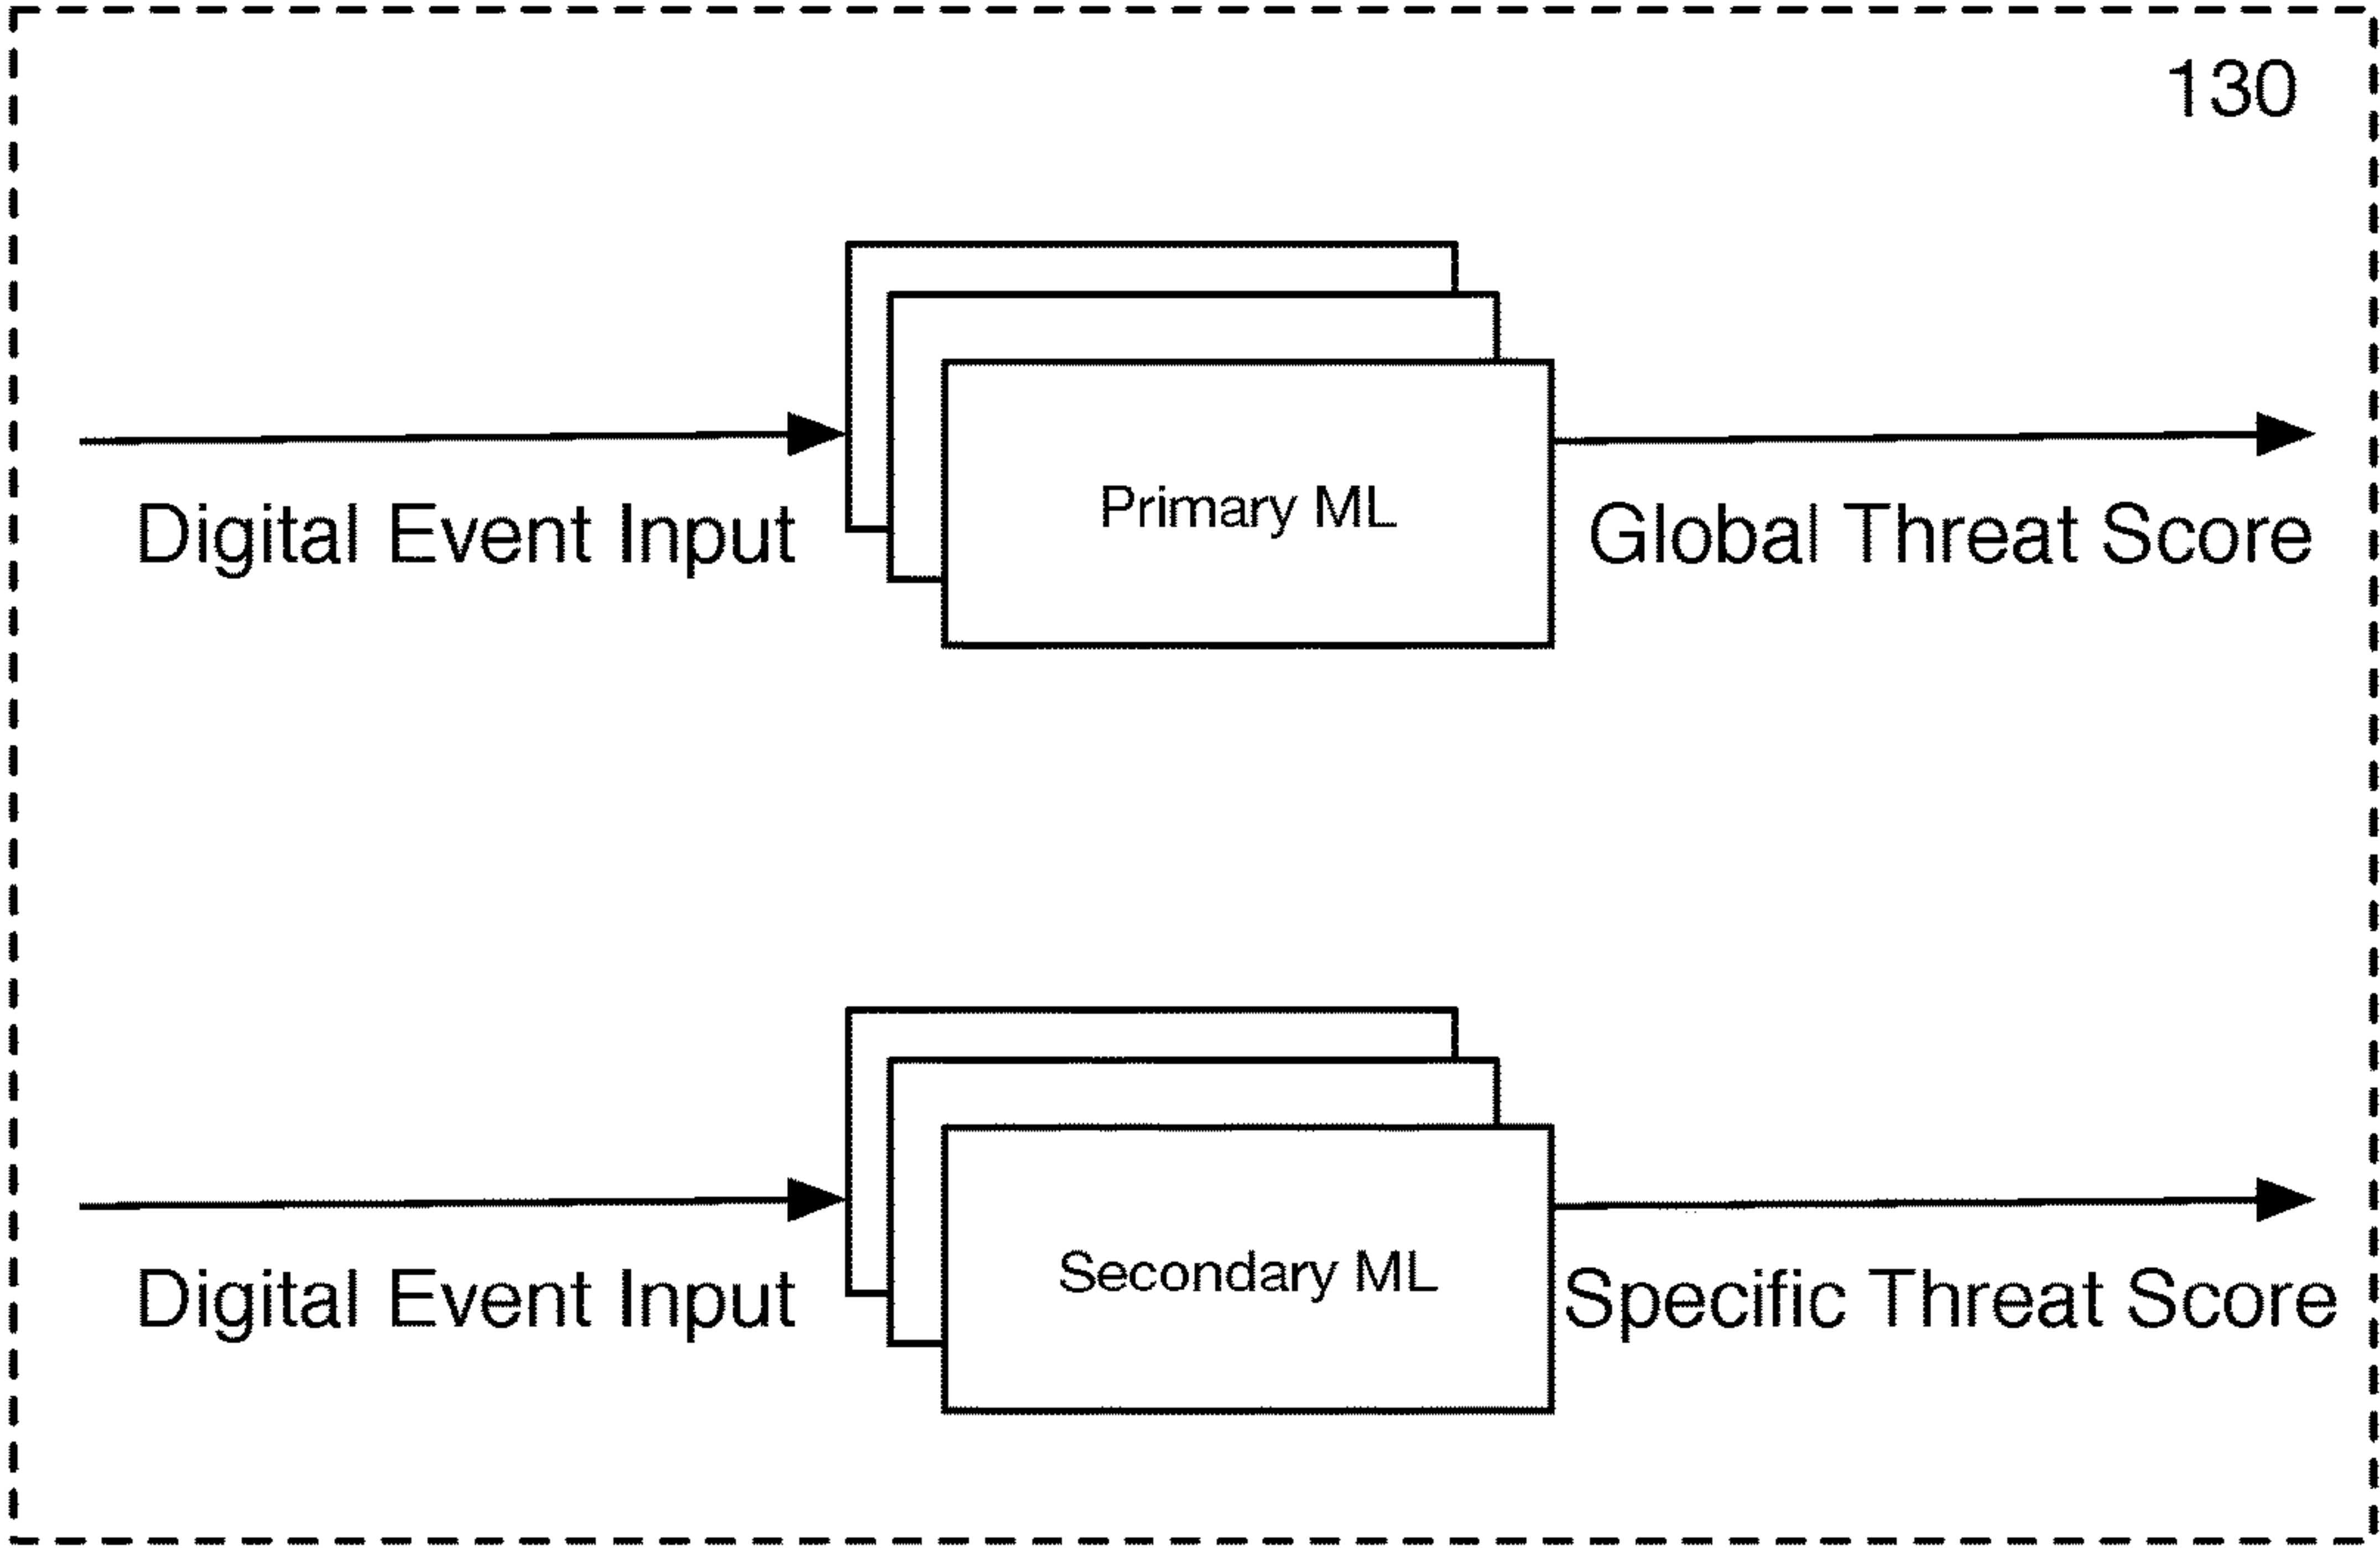 130
Primary ML
Digital Event Input
Global Threat Score
Secondary ML
Digital Event Input
Specific Threat Score